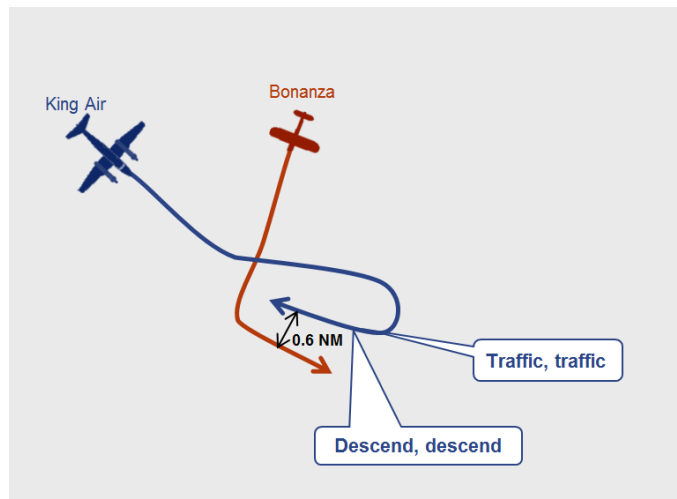 Bonanza
King Air
0.6 NM
Traffic, traffic
Descend, descend